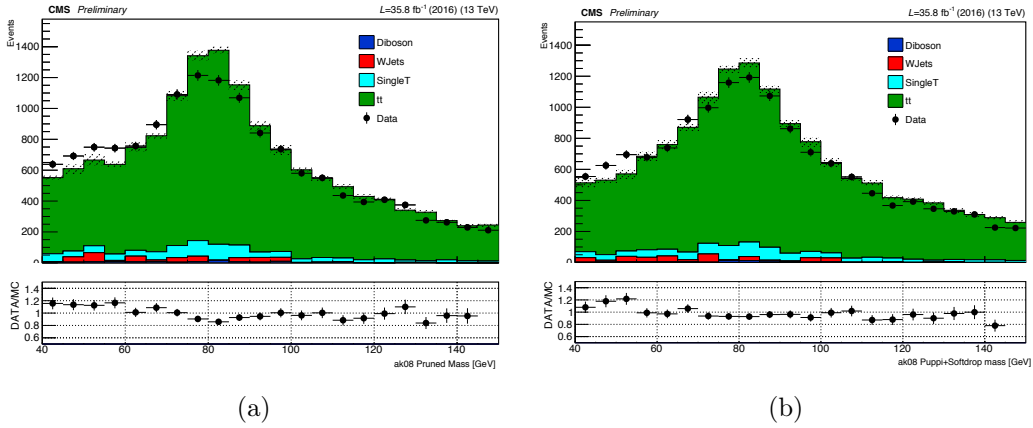 CMS Preliminary L=35.8 fb⁻¹ (2016) (13 TeV)
Events
1400
1200
1000
800
600
400
200
0
Diboson
WJets
SingleT
tt
Data
DATA/MC
1.4
1.2
1
0.8
0.6
40 60 80 100 120 140
ak08 Pruned Mass [GeV]
(a)
CMS Preliminary L=35.8 fb⁻¹ (2016) (13 TeV)
Events
1400
1200
1000
800
600
400
200
0
Diboson
WJets
SingleT
tt
Data
DATA/MC
1.4
1.2
1
0.8
0.6
40 60 80 100 120 140
ak08 Puppi+Softdrop mass [GeV]
(b)